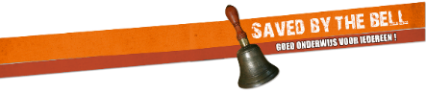 SAVED BY THE BELL
GOED ONDERWIJS VOOR IEDEREEN !